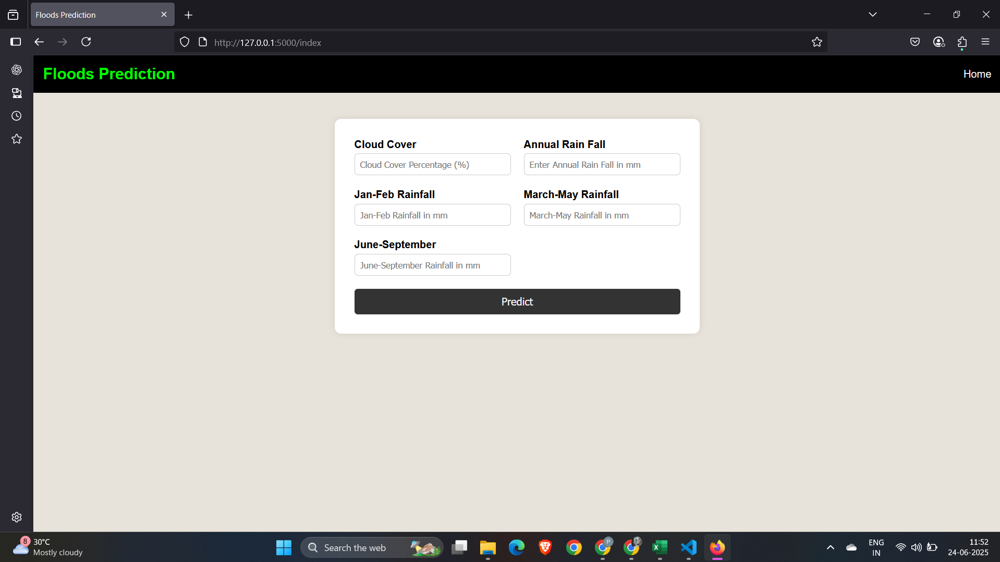 Floods Prediction
http://127.0.0.1:5000/index
Floods Prediction
Home
Cloud Cover
Annual Rain Fall
Cloud Cover Percentage (%)
Enter Annual Rain Fall in mm
Jan-Feb Rainfall
March-May Rainfall
Jan-Feb Rainfall in mm
March-May Rainfall in mm
June-September
June-September Rainfall in mm
Predict
8
30°C
Mostly cloudy
Search the web
P
ENG
IN
11:52
24-06-2025